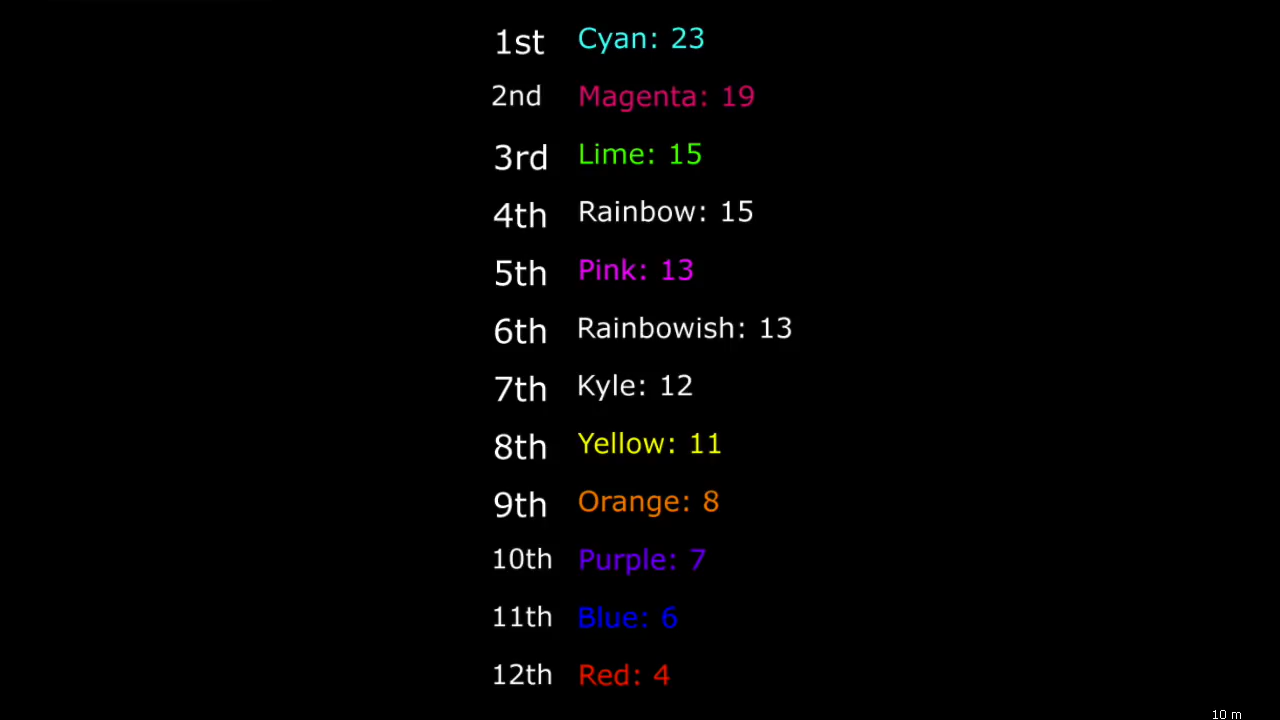 1st Cyan: 23
2nd Magenta: 19
3rd Lime: 15
4th Rainbow: 15
5th Pink: 13
6th Rainbowish: 13
7th Kyle: 12
8th Yellow: 11
9th Orange: 8
10th Purple: 7
11th Blue: 6
12th Red: 4
10 m